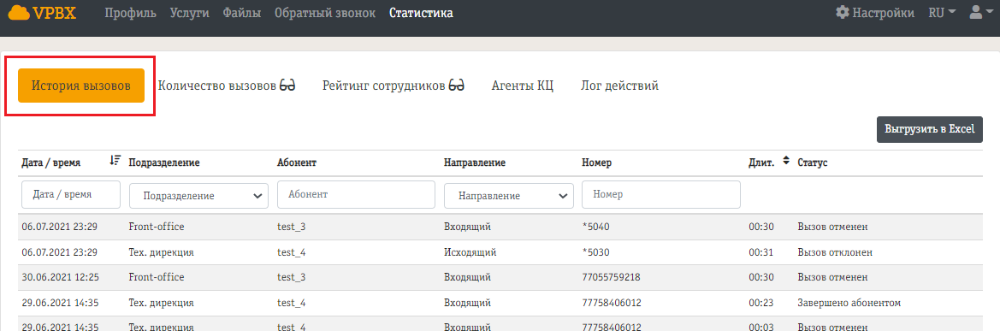 VPBX Профиль Услуги Файлы Обратный звонок Статистика Настройки RU
История вызовов Количество вызовов Рейтинг сотрудников Агенты КЦ Лог действий
Выгрузить в Excel
Дата / время Подразделение Абонент Направление Номер Длит. Статус
Дата / время Подразделение Абонент Направление Номер
06.07.2021 23:29 Front-office test_3 Входящий *5040 00:30 Вызов отменен
06.07.2021 23:29 Тех. дирекция test_4 Исходящий *5030 00:31 Вызов отклонен
30.06.2021 12:25 Front-office test_3 Входящий 77055759218 00:30 Вызов отменен
29.06.2021 14:35 Тех. дирекция test_4 Входящий 77758406012 00:23 Завершено абонентом
29.06.2021 14:35 Тех. дирекция test_4 Входящий 77758406012 00:03 Вызов отменен